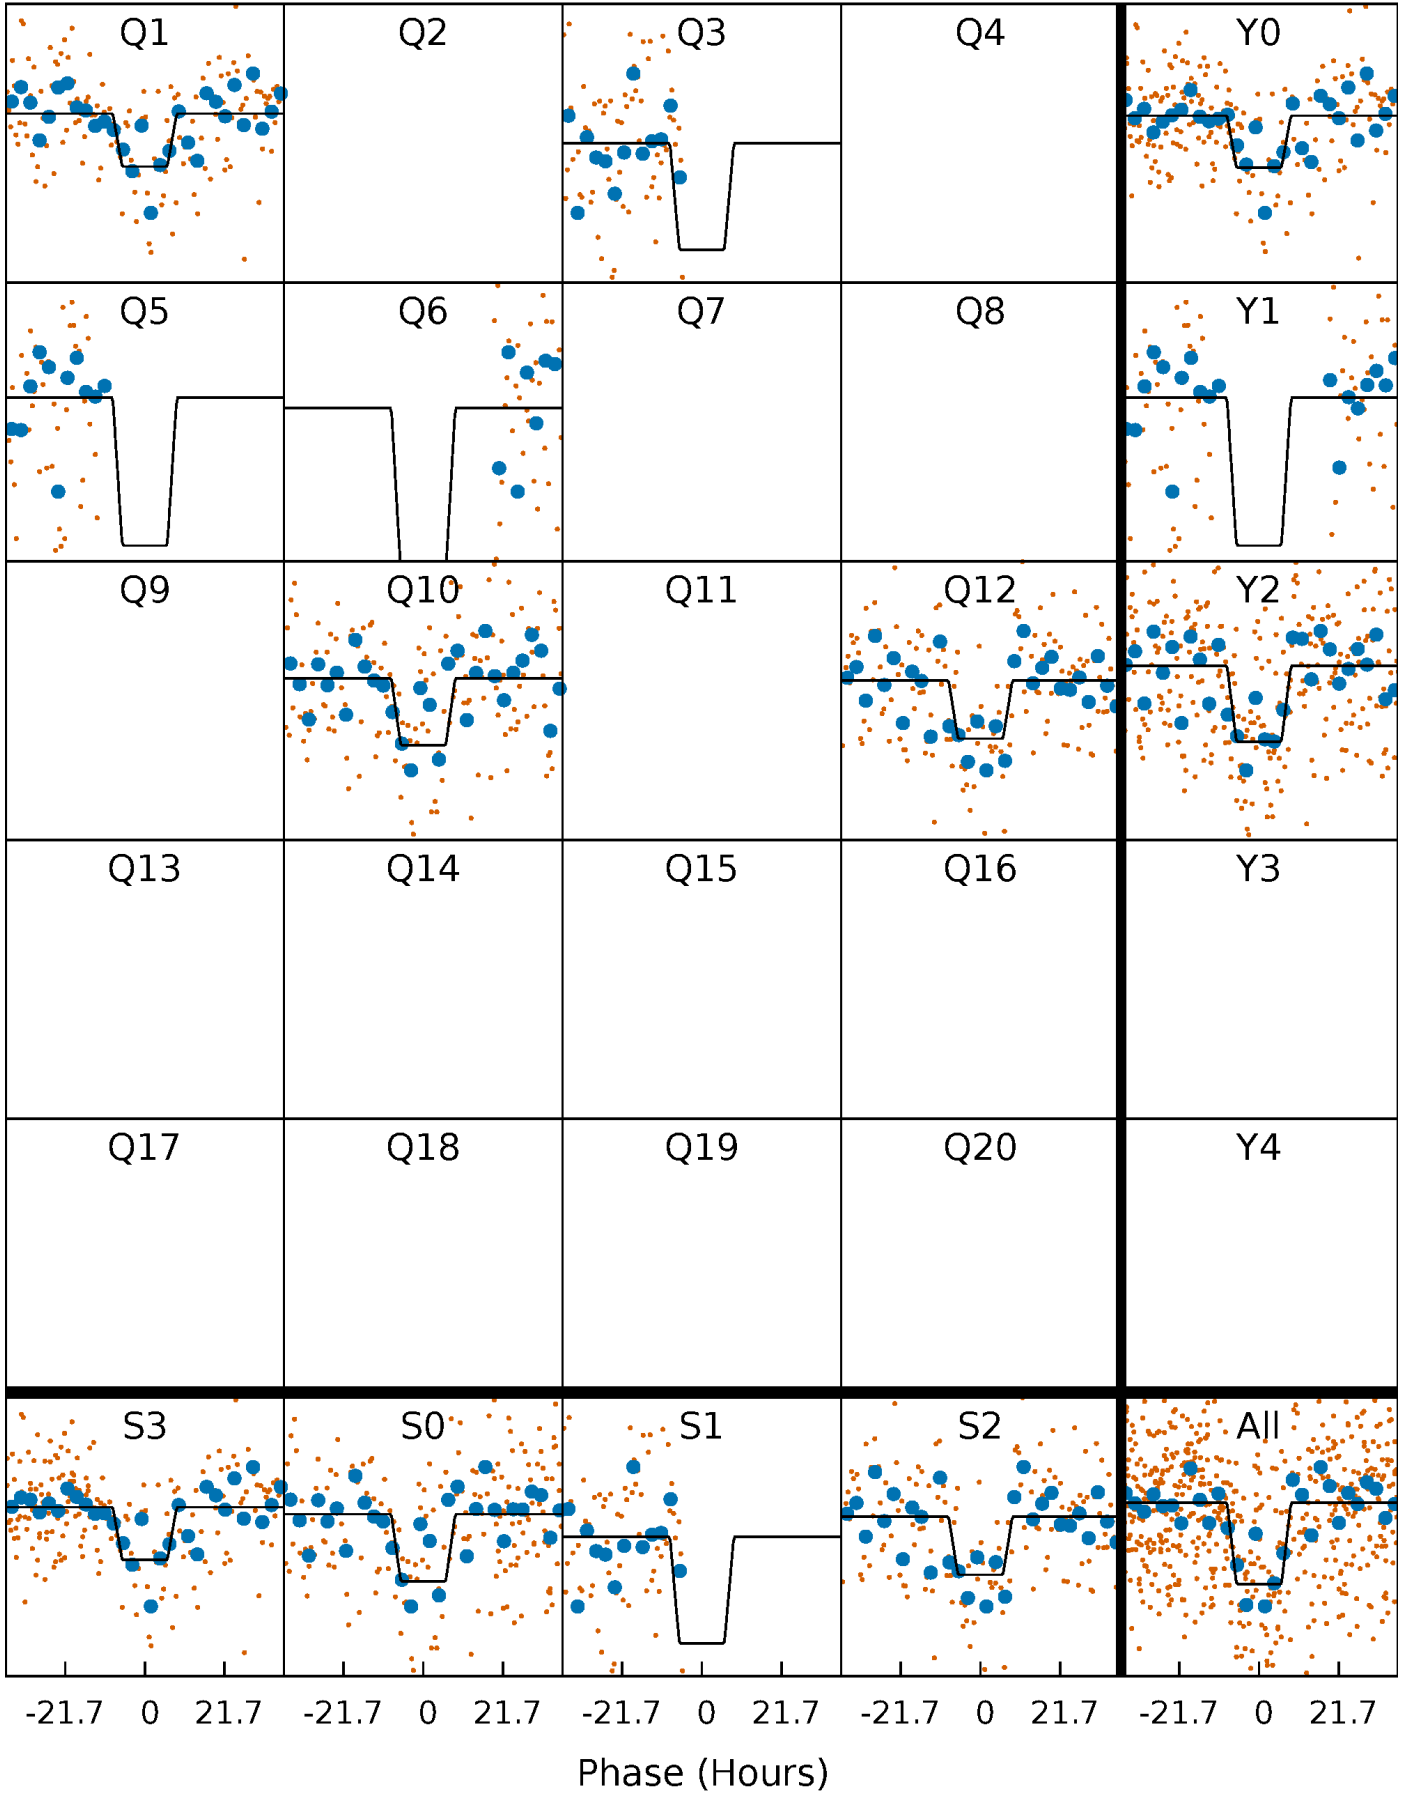 Q1 Q2 Q3 Q4 Y0
Q5 Q6 Q7 Q8 Y1
Q9 Q10 Q11 Q12 Y2
Q13 Q14 Q15 Q16 Y3
Q17 Q18 Q19 Q20 Y4
S3 S0 S1 S2 All
-21.7 0 21.7 -21.7 0 21.7 -21.7 0 21.7 -21.7 0 21.7 -21.7 0 21.7
Phase (Hours)